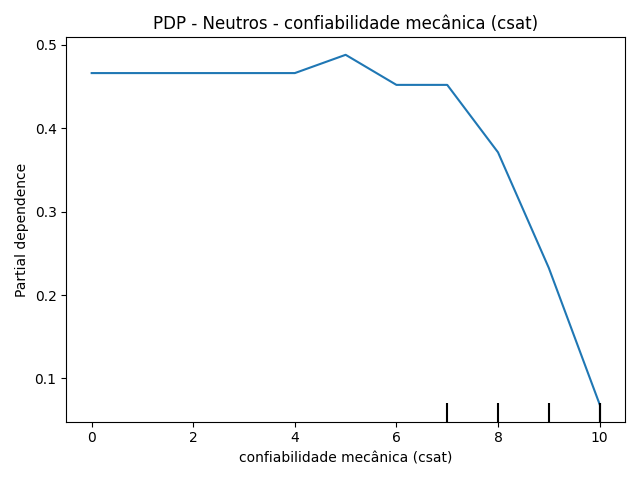 PDP - Neutros - confiabilidade mecânica (csat)
Partial dependence
0.5
0.4
0.3
0.2
0.1
0 2 4 6 8 10
confiabilidade mecânica (csat)